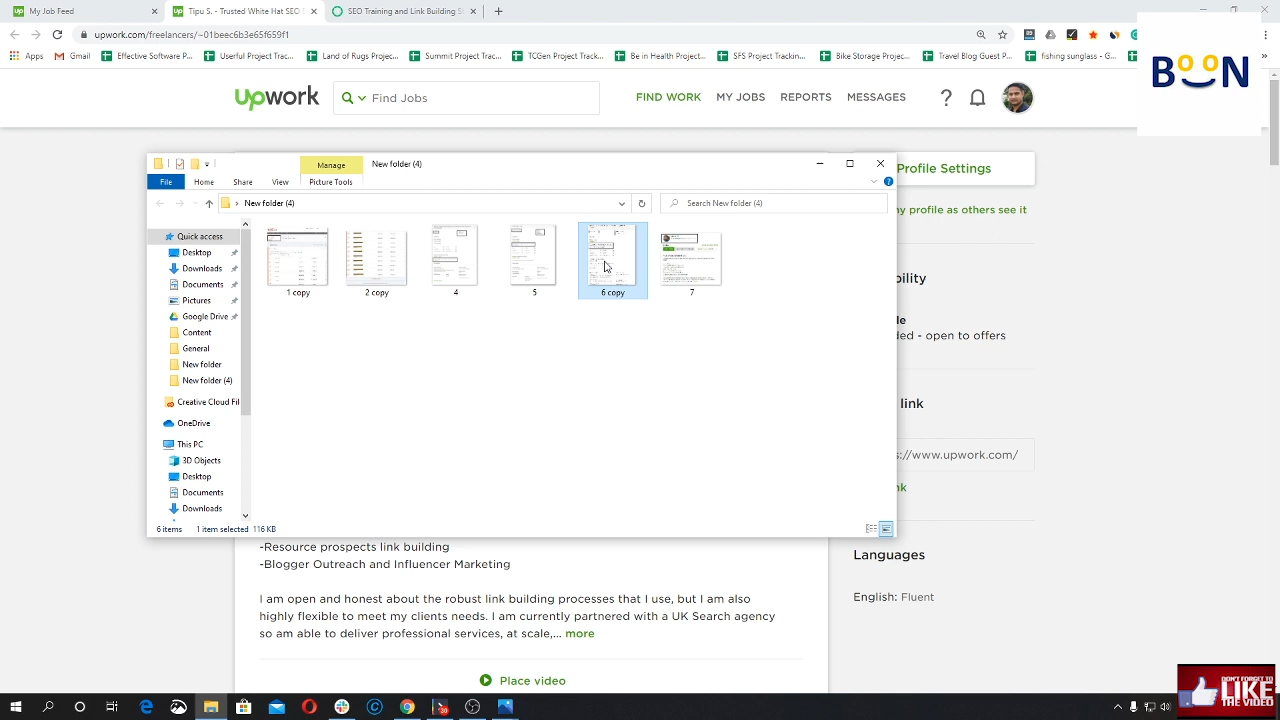 My Job Feed
Tipu S. - Trusted White Hat SEO
SEO Training and Link Building S
upwork.com/freelancers/~01beec6b3e65f659f1
Apps
Gmail
Effective Software P...
Useful Project Trac...
Land Project Tracki...
Summit Project Tra...
TCGen Project Track...
Be in Health Projec...
SFS Project Trackin...
Bike Storage Projec...
Travel Blog Guest P...
fishing sunglass - G...
BOON
upwork
Find Jobs
FIND WORK
MY JOBS
REPORTS
MESSAGES
?
Manage
New folder (4)
Profile Settings
File
Home
Share
View
Picture Tools
New folder (4)
Search New folder (4)
ny profile as others see it
Quick access
Desktop
Downloads
Documents
Pictures
Google Drive
Content
General
New folder
New folder (4)
Creative Cloud Fil
OneDrive
This PC
3D Objects
Desktop
Documents
Downloads
1 copy
2 copy
4
5
6 copy
7
bility
le
ded - open to offers
link
s://www.upwork.com/
nk
6 items
1 item selected
116 KB
-Resource prospects link building
-Blogger Outreach and Influencer Marketing
I am open and honest about the robust link building processes that I use, but I am also
highly flexible to meet my clients needs. I am currently partnered with a UK Search agency
so am able to deliver professional services, at scale,... more
Place video
Languages
English: Fluent
DON'T FORGET TO
LIKE
THE VIDEO